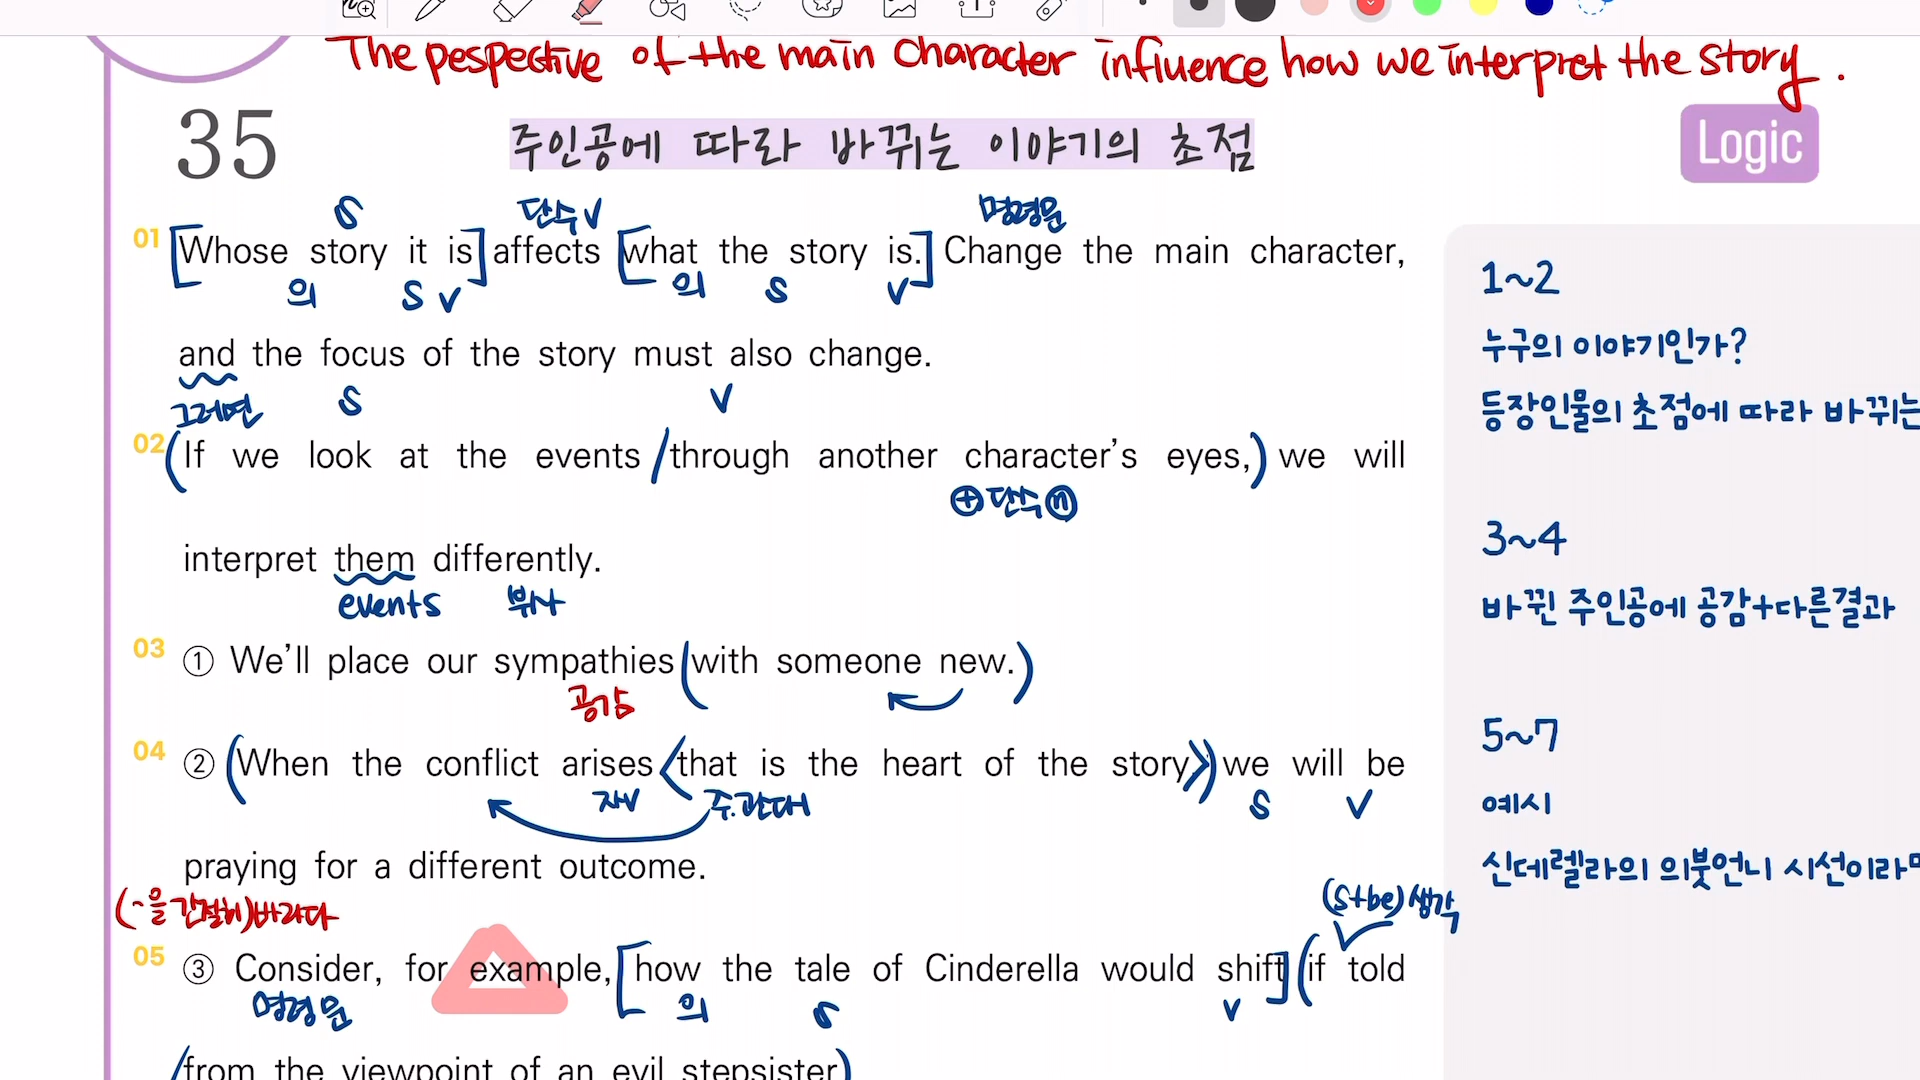 The pespective of the main character influence how we interpret the story.
35
주인공에 따라 바뀌는 이야기의 초점
Logic
S 단수V 명령문
01 [Whose story it is] affects [what the story is.] Change the main character,
의 S V 의 S V
and the focus of the story must also change.
그러면 S V
02 (If we look at the events / through another character's eyes,) we will
+단수n
interpret them differently.
events 부사
03 ① We'll place our sympathies (with someone new.)
공감
04 ② (When the conflict arises <that is the heart of the story>) we will be
자V 주.관대 S V
praying for a different outcome.
(~을 간절히) 바라다
(S+be) 생략
05 ③ Consider, for example, [how the tale of Cinderella would shift] (if told
명령문 의 S V
/from the viewpoint of an evil stepsister)
1~2
누구의 이야기인가?
등장인물의 초점에 따라 바뀌는
3~4
바뀐 주인공에 공감+다른결과
5~7
예시
신데렐라의 의붓언니 시선이라면